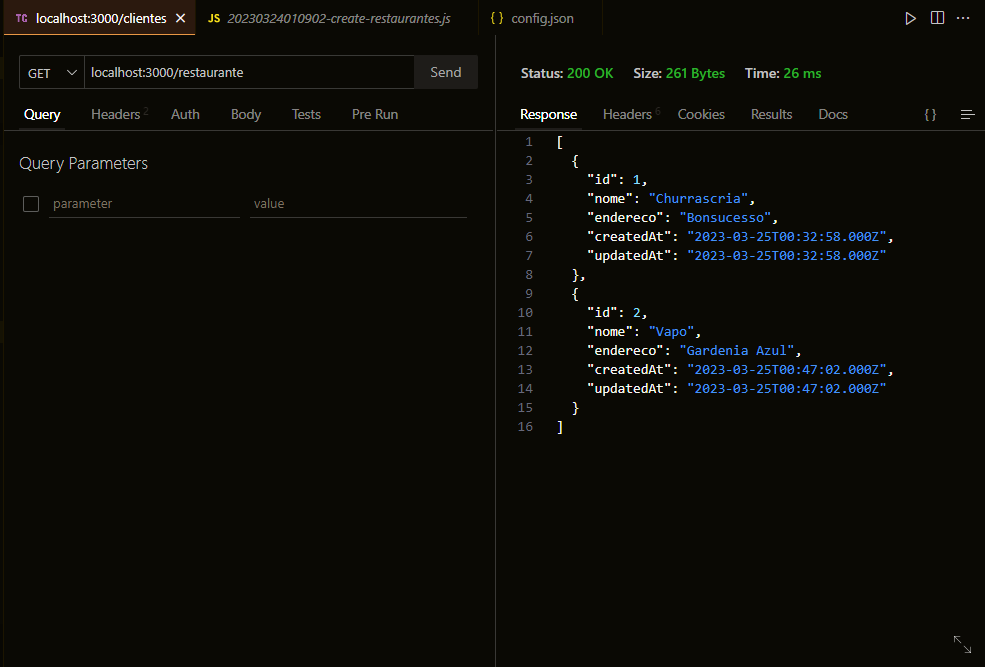 TC localhost:3000/clientes ✕ JS 20230324010902-create-restaurantes.js { } config.json
GET localhost:3000/restaurante Send
Query Headers 2 Auth Body Tests Pre Run
Query Parameters
parameter value
Status: 200 OK Size: 261 Bytes Time: 26 ms
Response Headers 6 Cookies Results Docs { }
1 [
2 {
3 "id": 1,
4 "nome": "Churrascria",
5 "endereco": "Bonsucesso",
6 "createdAt": "2023-03-25T00:32:58.000Z",
7 "updatedAt": "2023-03-25T00:32:58.000Z"
8 },
9 {
10 "id": 2,
11 "nome": "Vapo",
12 "endereco": "Gardenia Azul",
13 "createdAt": "2023-03-25T00:47:02.000Z",
14 "updatedAt": "2023-03-25T00:47:02.000Z"
15 }
16 ]